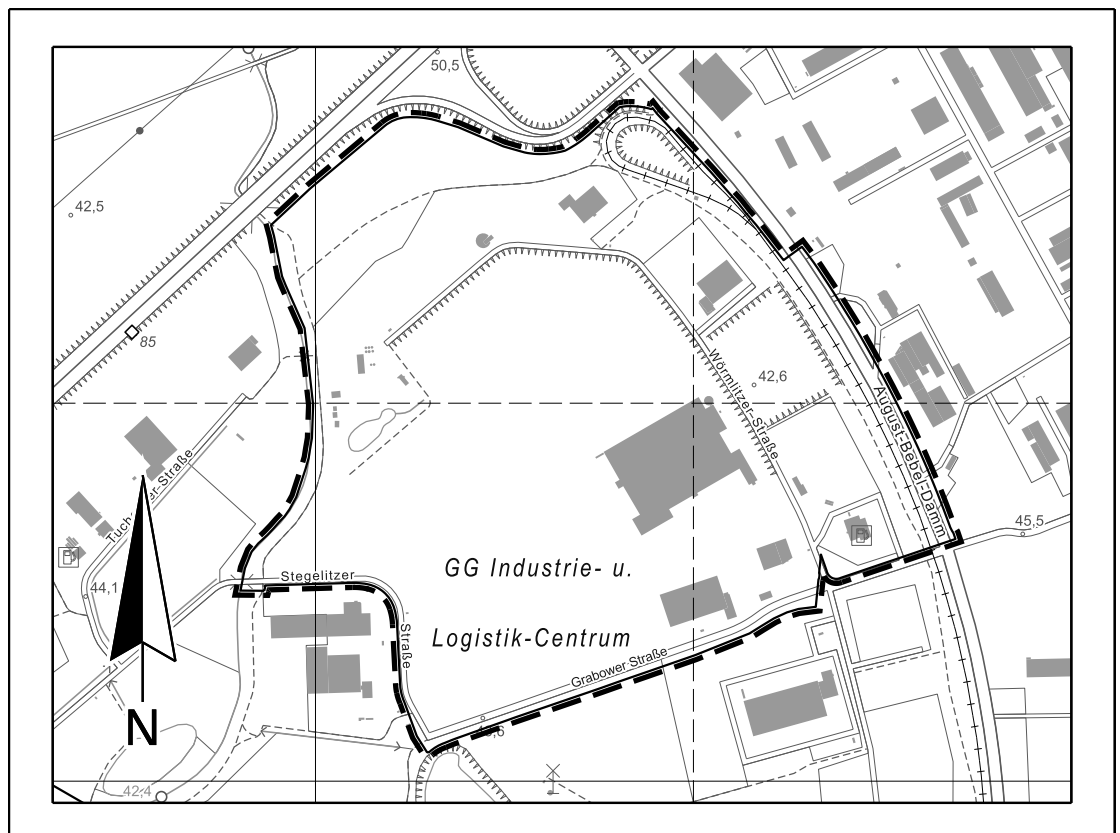 50,5
42,5
85
Wörmlitzer-Straße
42,6
August-Bebel-Damm
P
45,5
P
44,1
Stegelitzer
Straße
GG Industrie- u.
Logistik-Centrum
Grabower Straße
N
42,4